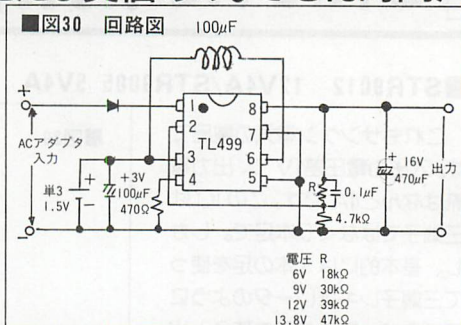 ■図30 回路図
100μF
1
2
3
4
8
7
6
5
TL499
+
ACアダプタ
入力
−
単3
1.5V
+
−
+3V
100μF
470Ω
R
0.1μF
4.7kΩ
16V
470μF
出力
電圧 R
6V 18kΩ
9V 30kΩ
12V 39kΩ
13.8V 47kΩ